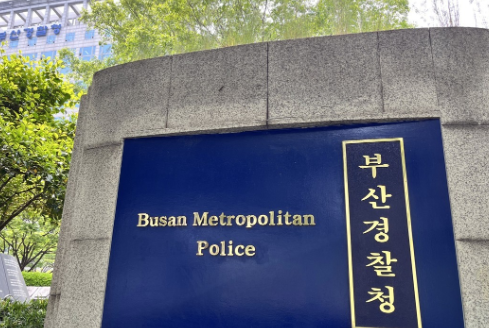 Busan Metropolitan
Police
부산경찰청